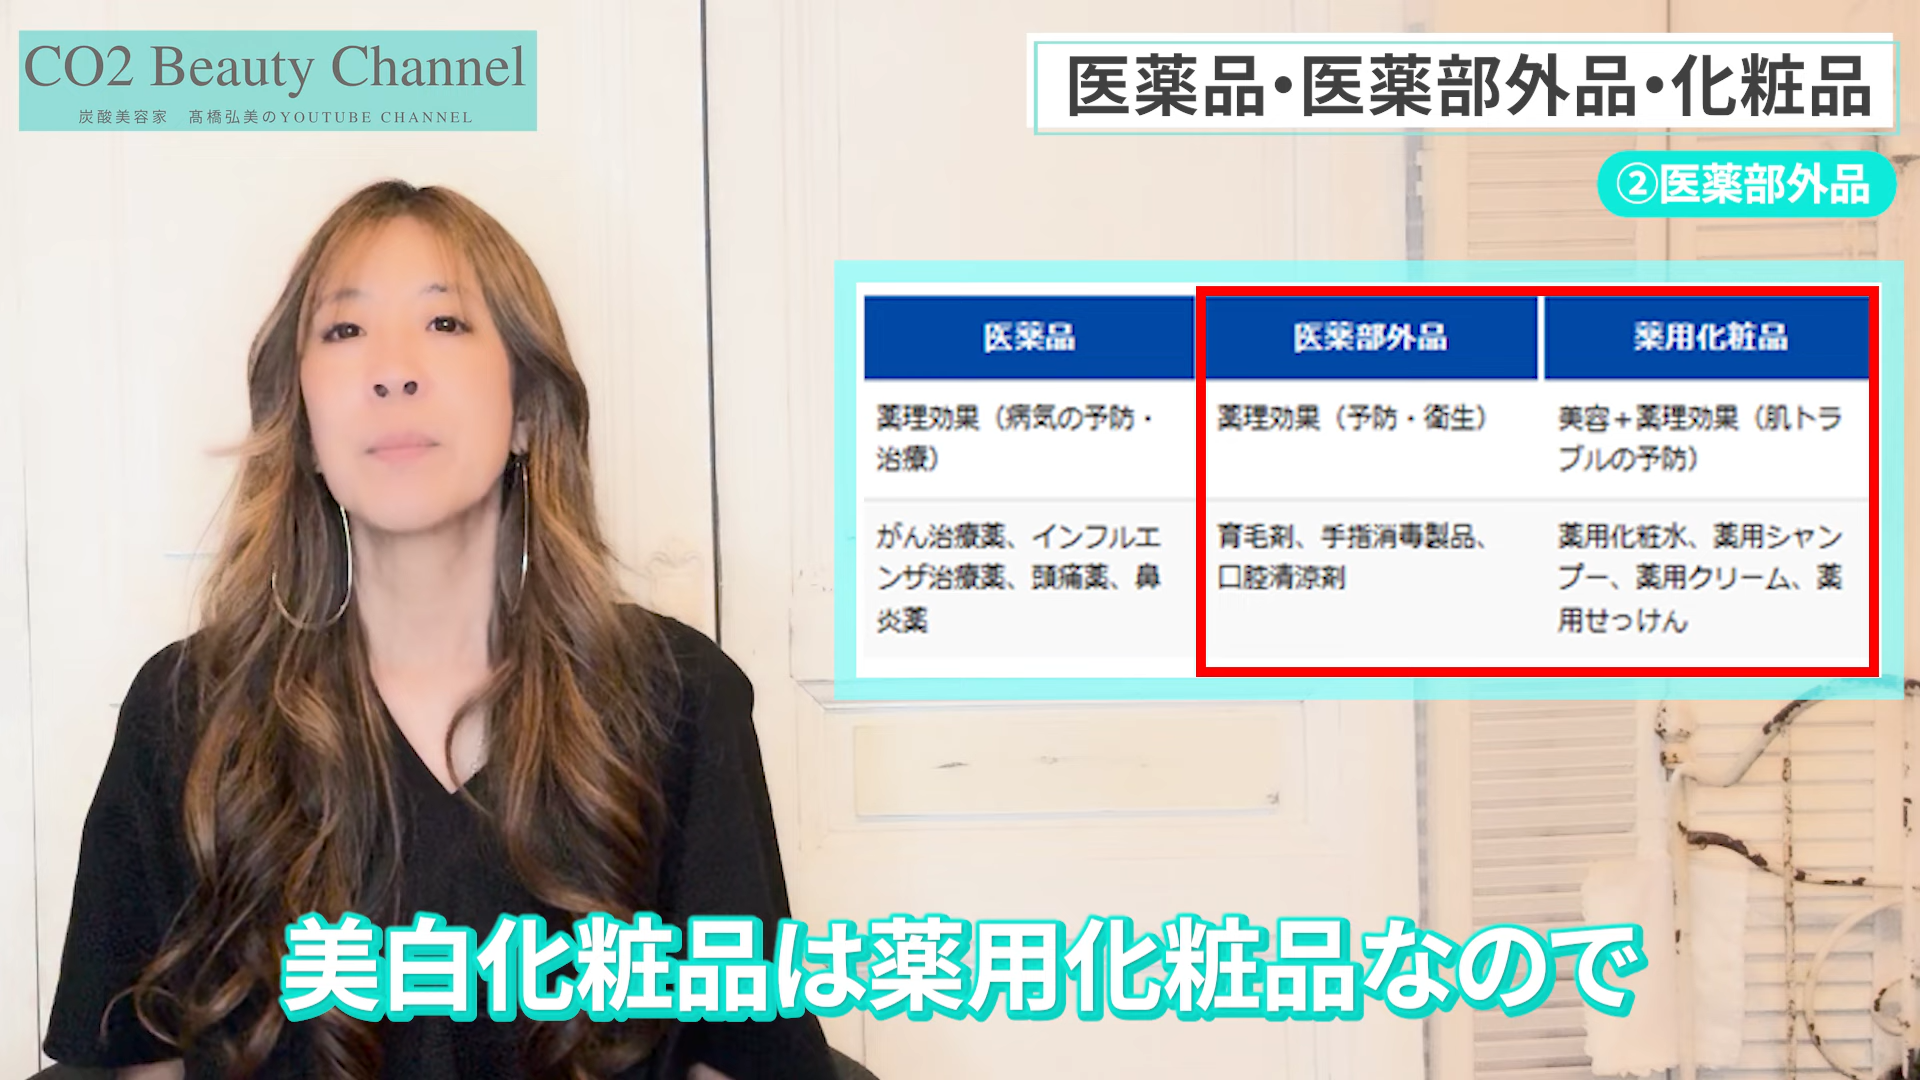 CO2 Beauty Channel
炭酸美容家 髙橋弘美のYOUTUBE CHANNEL
医薬品・医薬部外品・化粧品
②医薬部外品
医薬品
医薬部外品
薬用化粧品
薬理効果（病気の予防・
治療）
薬理効果（予防・衛生）
美容＋薬理効果（肌トラ
ブルの予防）
がん治療薬、インフルエ
ンザ治療薬、頭痛薬、鼻
炎薬
育毛剤、手指消毒製品、
口腔清涼剤
薬用化粧水、薬用シャン
プー、薬用クリーム、薬
用せっけん
美白化粧品は薬用化粧品なので